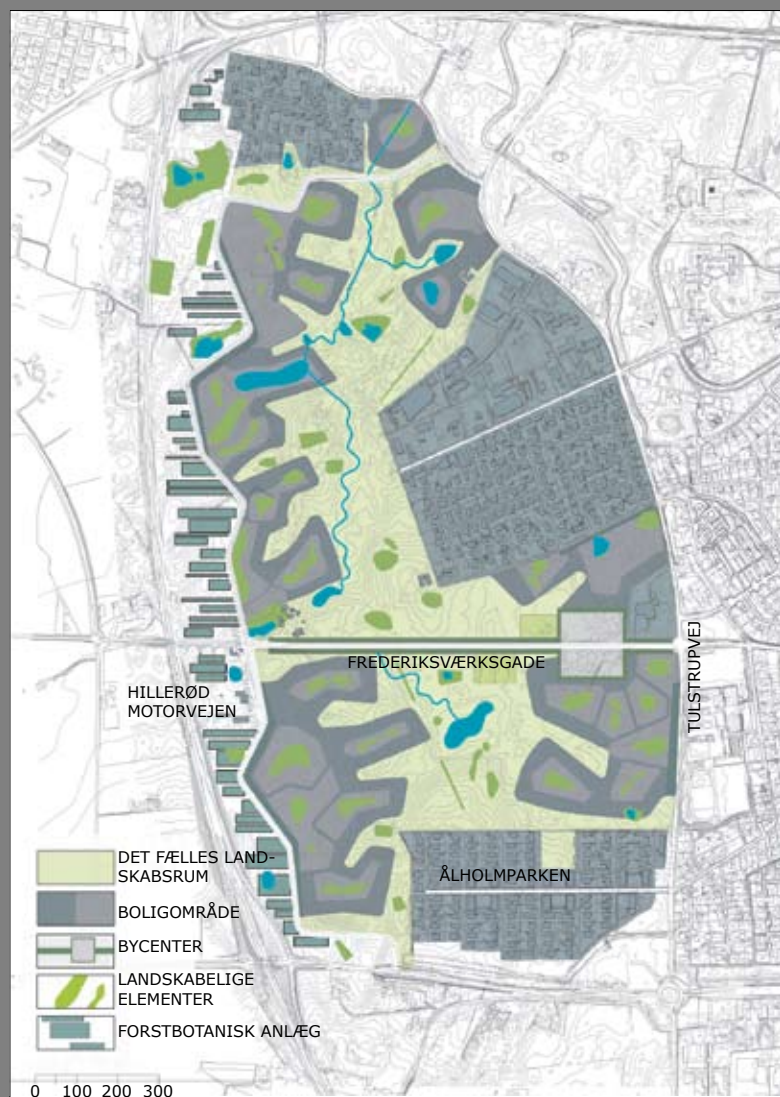 FREDERIKSVÆRKSGADE
TULSTRUPVEJ
HILLERØD
MOTORVEJEN
ÅLHOLMPARKEN
DET FÆLLES LAND-
SKABSRUM
BOLIGOMRÅDE
BYCENTER
LANDSKABELIGE
ELEMENTER
FORSTBOTANISK ANLÆG
0 100 200 300